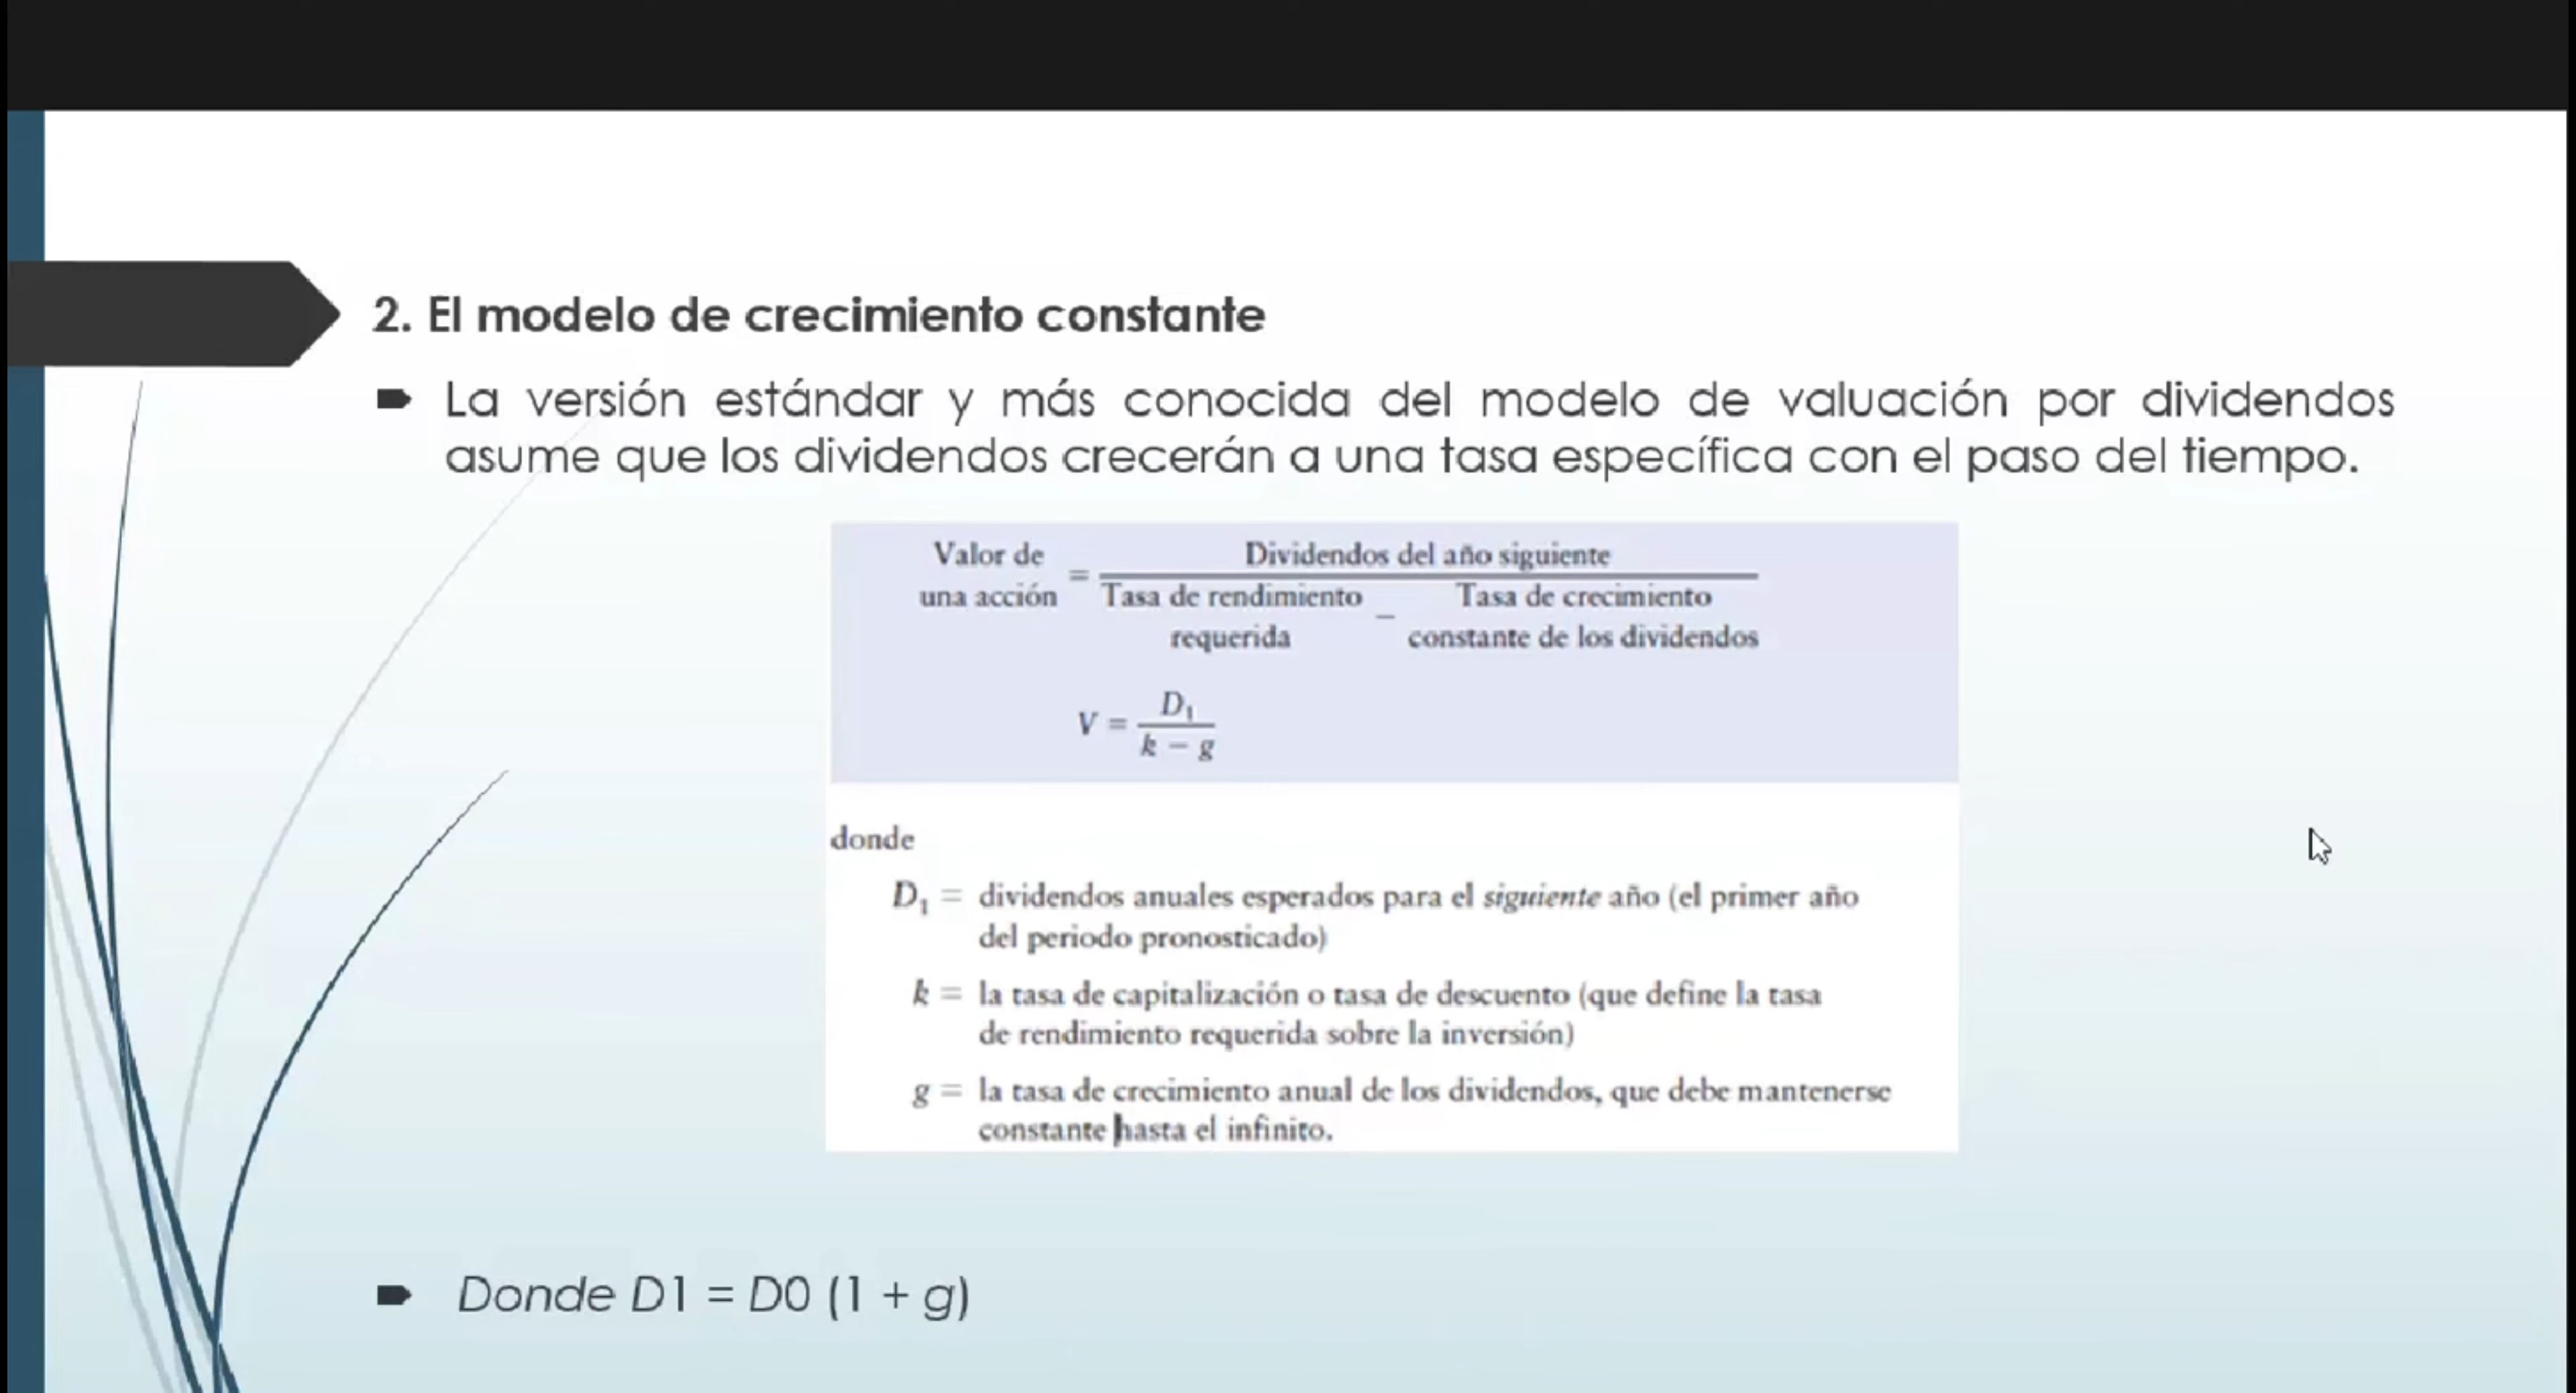 2. El modelo de crecimiento constante
La versión estándar y más conocida del modelo de valuación por dividendos
asume que los dividendos crecerán a una tasa específica con el paso del tiempo.
Valor de una acción = Dividendos del año siguiente / Tasa de rendimiento requerida − Tasa de crecimiento constante de los dividendos
V = D₁ / k − g
donde
D₁ = dividendos anuales esperados para el siguiente año (el primer año
del periodo pronosticado)
k = la tasa de capitalización o tasa de descuento (que define la tasa
de rendimiento requerida sobre la inversión)
g = la tasa de crecimiento anual de los dividendos, que debe mantenerse
constante hasta el infinito.
Donde D1 = D0 (1 + g)